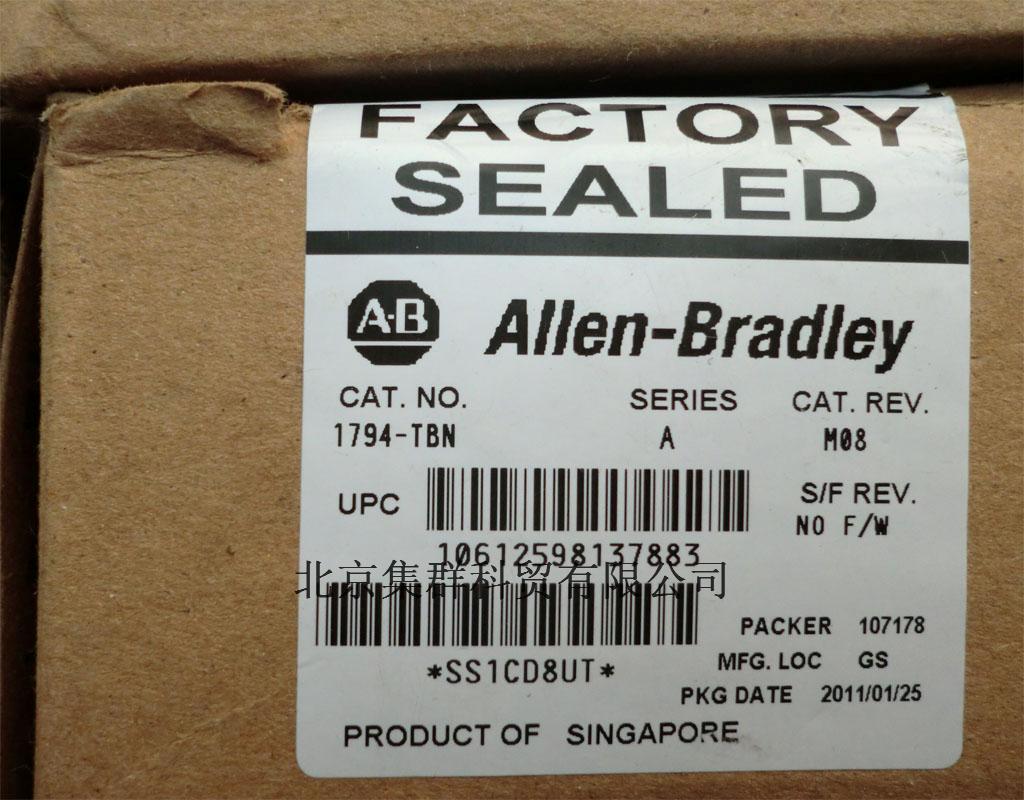 FACTORY
SEALED
A-B
Allen-Bradley
CAT. NO. SERIES CAT. REV.
1794-TBN A M08
UPC
S/F REV.
NO F/W
10612598137883
北京集群科贸有限公司
*SS1CD8UT*
PACKER 107178
MFG. LOC GS
PKG DATE 2011/01/25
PRODUCT OF SINGAPORE